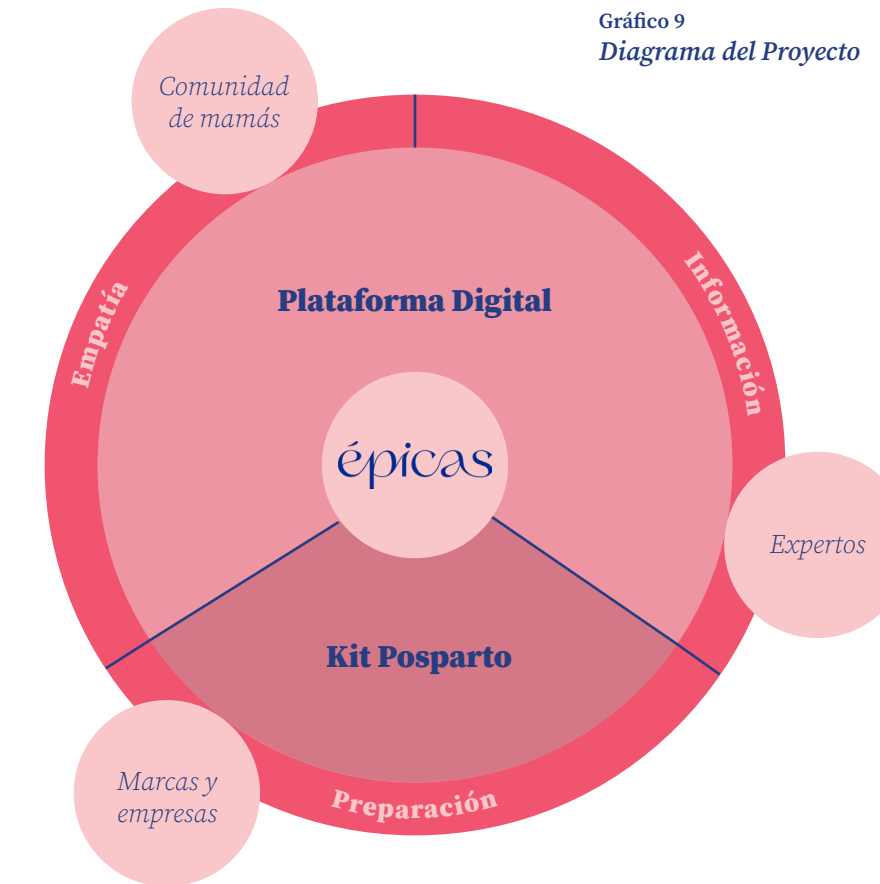 Gráfico 9
Diagrama del Proyecto
Comunidad
de mamás
Empatía
Información
Plataforma Digital
épicas
Expertos
Kit Posparto
Marcas y
empresas
Preparación